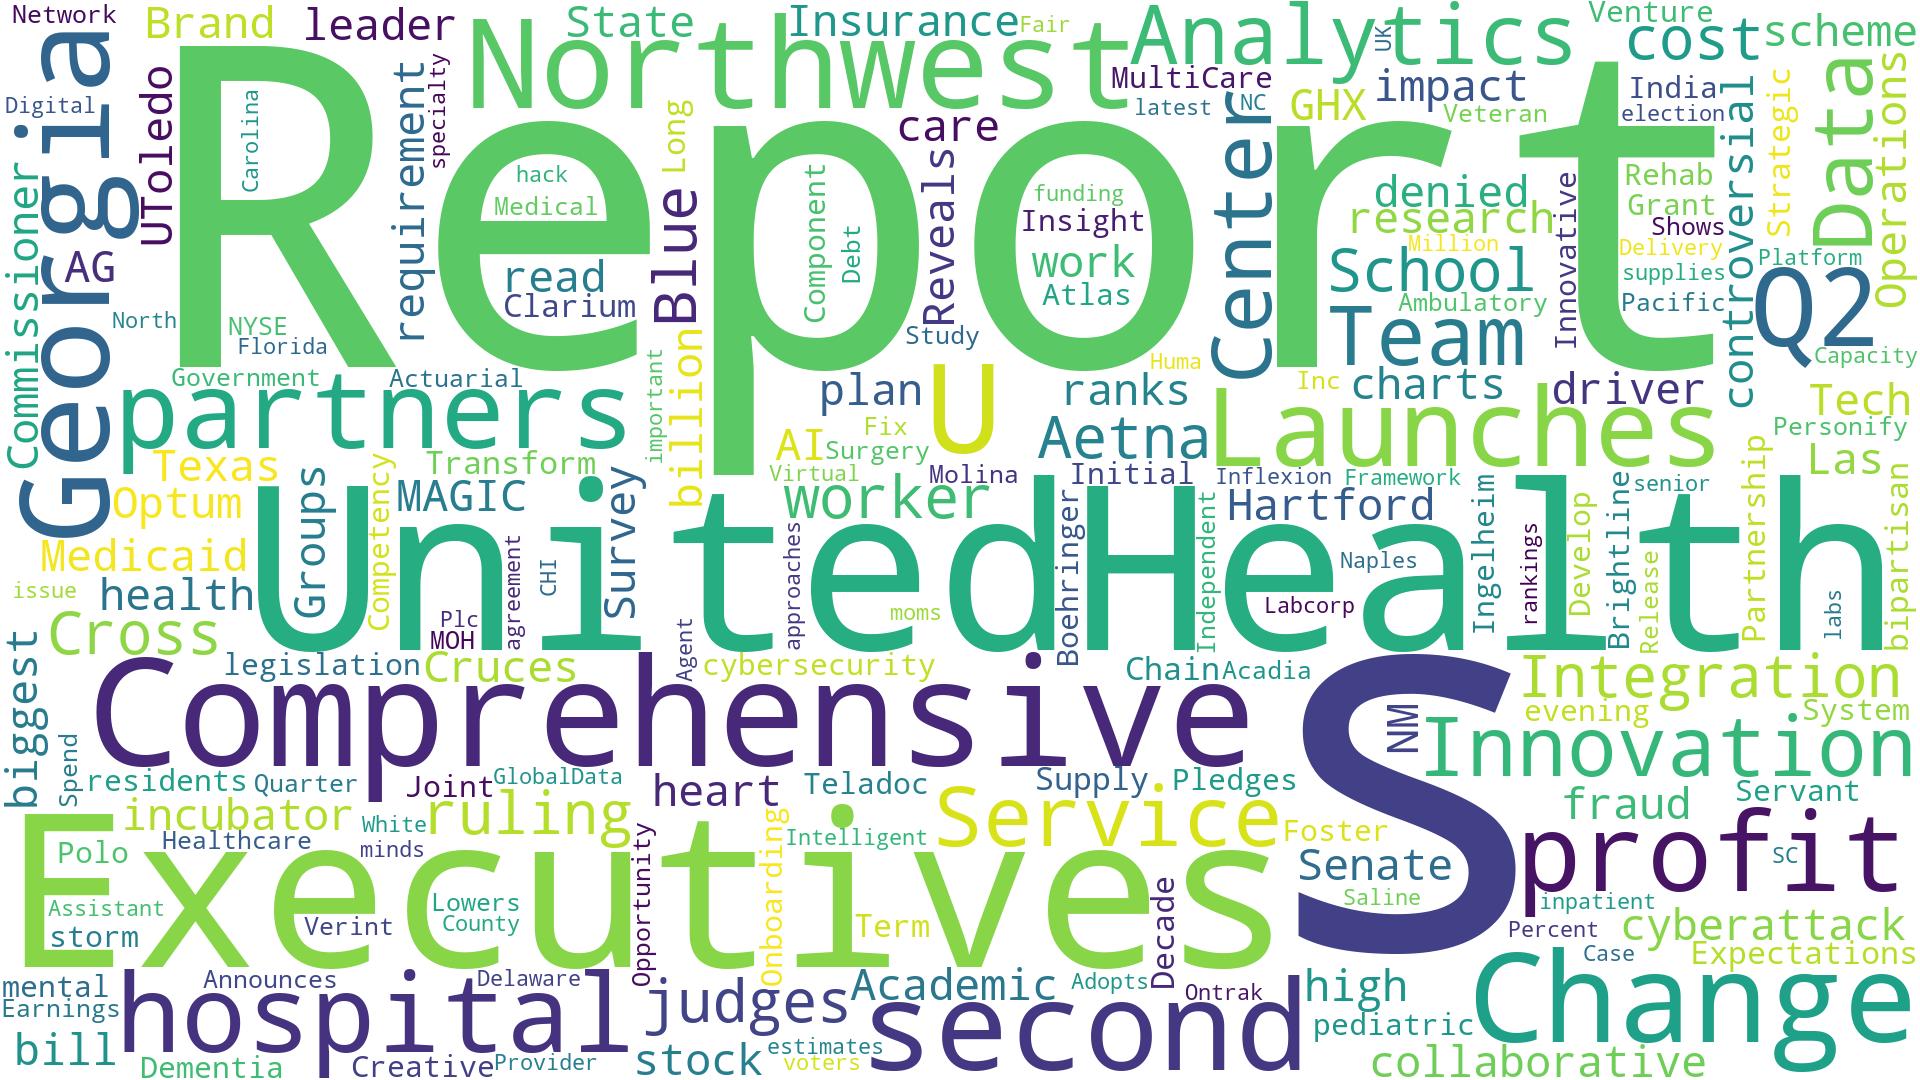 Network
Brand
leader
State
Insurance
Fair
Northwest
Analytics
UK
Venture
cost
scheme
Georgia
Digital
UToledo
Carolina
requirement
specialty
Long
MultiCare
latest
NC
GHX
impact
Veteran
India
election
controversial
Strategic
Data
Operations
Report
care
Reveals
Center
hack
Medical
Component
Debt
funding
Insight
work
Atlas
denied
research
Million
School
Ambulatory
Team
Innovative
Rehab
Grant
Shows
Delivery
supplies
Pacific
Platform
Q2
Capacity
Commissioner
AG
North
NYSE
Florida
read
Clarium
Blue
Study
Government
Actuarial
important
billion
plan
U
ranks
Huma
Inc
charts
driver
Tech
Personify
partners
AI
Fix
Surgery
Aetna
Launches
Las
Texas
Transform
Virtual
Molina
Initial
Inflexion
Framework
senior
Optum
Groups
Competency
MAGIC
Survey
worker
Hartford
Partnership
bipartisan
Medicaid
UnitedHealth
agreement
CHI
approaches
Boehringer
Independent
Naples
Ingelheim
rankings
Develop
Brightline
Release
labs
issue
health
Plc
MOH
moms
Labcorp
Cross
legislation
Cruces
Agent
cybersecurity
Chain
Acadia
Integration
biggest
Comprehensive
S
NM
evening
System
Innovation
Spend
residents
Quarter
Joint
GlobalData
heart
Teladoc
Supply
Pledges
Servant
incubator
White
ruling
Service
fraud
Healthcare
minds
Intelligent
Foster
Polo
Executives
Opportunity
Onboarding
Senate
profit
SC
Assistant
storm
Verint
Lowers
County
Term
Decade
Saline
inpatient
Percent
cyberattack
Case
Expectations
mental
Earnings
Announces
hospital
Delaware
judges
Academic
Adopts
Ontrak
high
Change
second
pediatric
bill
Dementia
Creative
Provider
stock
estimates
voters
collaborative